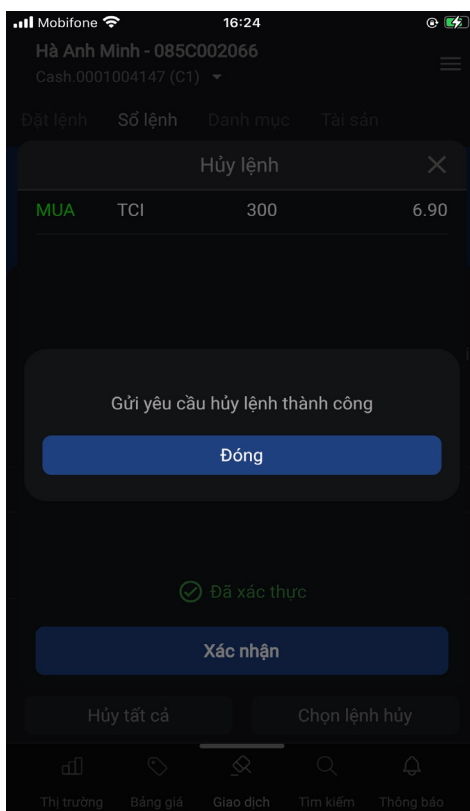 Mobifone 16:24
Hà Anh Minh - 085C002066
Cash.0001004147 (C1)
Đặt lệnh Sổ lệnh Danh mục Tài sản
Hủy lệnh
MUA TCI 300 6.90
Gửi yêu cầu hủy lệnh thành công
Đóng
Đã xác thực
Xác nhận
Hủy tất cả Chọn lệnh hủy
Thị trường Bảng giá Giao dịch Tìm kiếm Thông báo